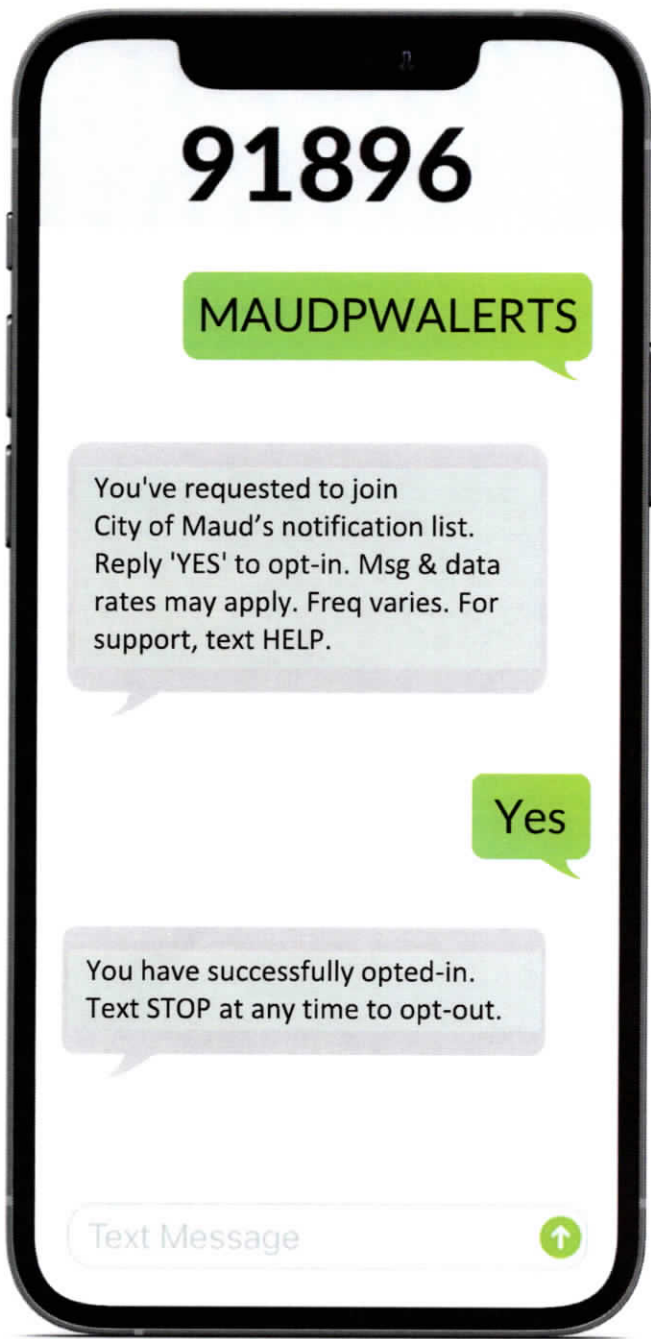 91896
MAUDPWALERTS
You've requested to join
City of Maud’s notification list.
Reply 'YES' to opt-in. Msg & data
rates may apply. Freq varies. For
support, text HELP.
Yes
You have successfully opted-in.
Text STOP at any time to opt-out.
Text Message